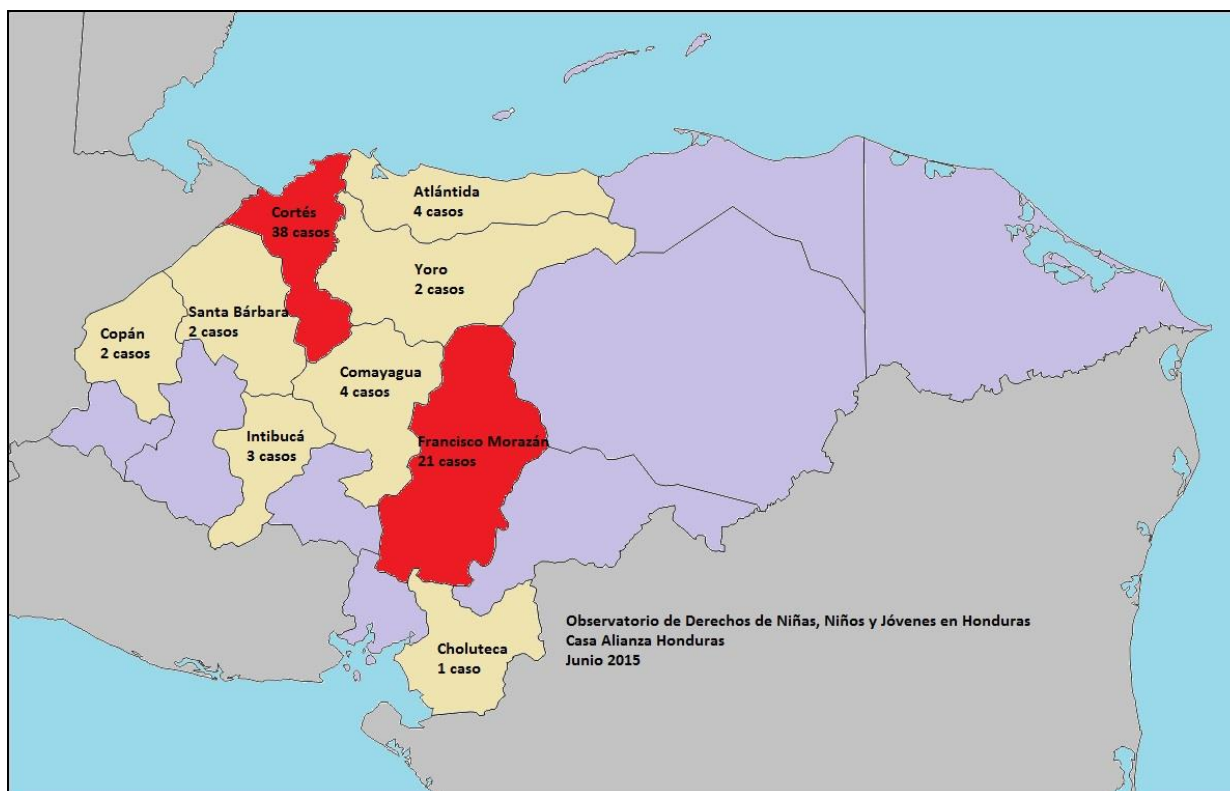 Atlántida
4 casos
Cortés
38 casos
Yoro
2 casos
Santa Bárbara
2 casos
Copán
2 casos
Comayagua
4 casos
Intibucá
3 casos
Francisco Morazán
21 casos
Observatorio de Derechos de Niñas, Niños y Jóvenes en Honduras
Casa Alianza Honduras
Junio 2015
Choluteca
1 caso